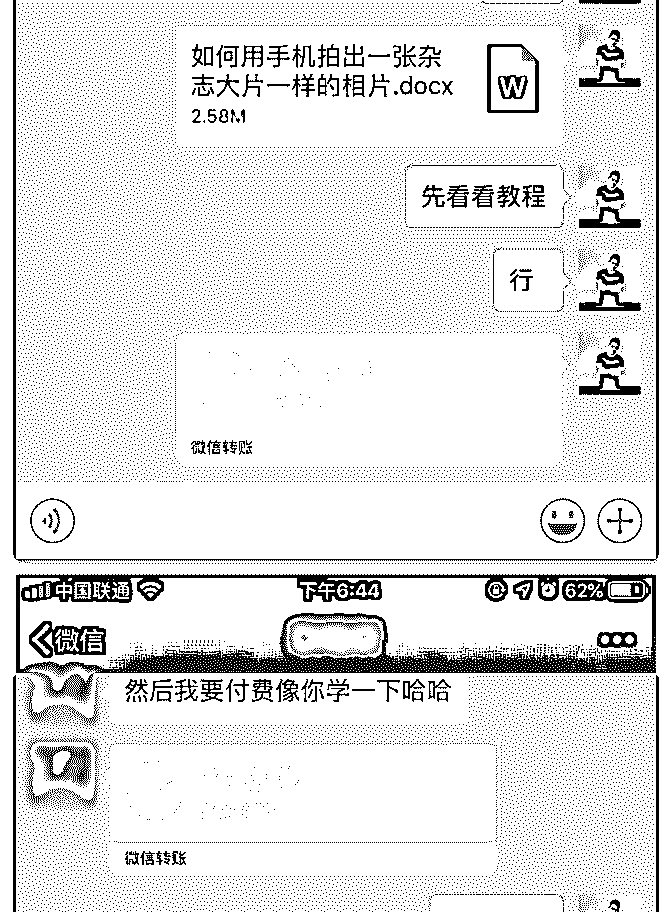 如何用手机拍出一张杂
志大片一样的相片.docx
2.58M
先看看教程
行
微信转账
中国联通 下午6:44 62%
微信
然后我要付费像你学一下哈哈
微信转账